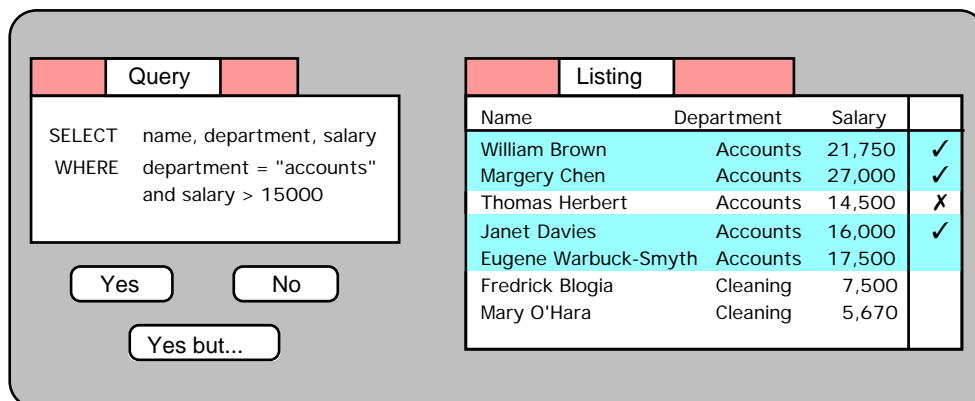 Query
SELECT name, department, salary
WHERE department = "accounts"
and salary > 15000
Yes No
Yes but...
Listing
Name Department Salary
William Brown Accounts 21,750 ✓
Margery Chen Accounts 27,000 ✓
Thomas Herbert Accounts 14,500 ✗
Janet Davies Accounts 16,000 ✓
Eugene Warbuck-Smyth Accounts 17,500
Fredrick Blogia Cleaning 7,500
Mary O'Hara Cleaning 5,670